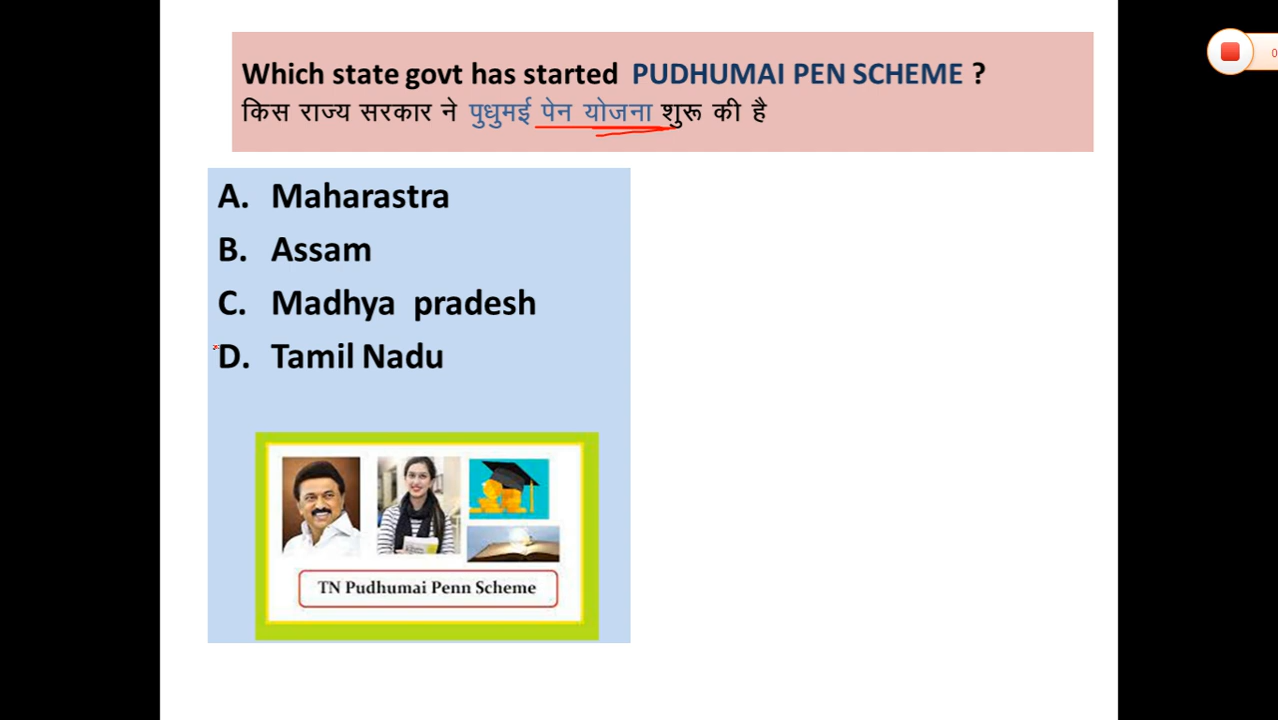 Which state govt has started PUDHUMAI PEN SCHEME ?
किस राज्य सरकार ने पुधुमई पेन योजना शुरू की है
A. Maharastra
B. Assam
C. Madhya pradesh
D. Tamil Nadu
TN Pudhumai Penn Scheme
0